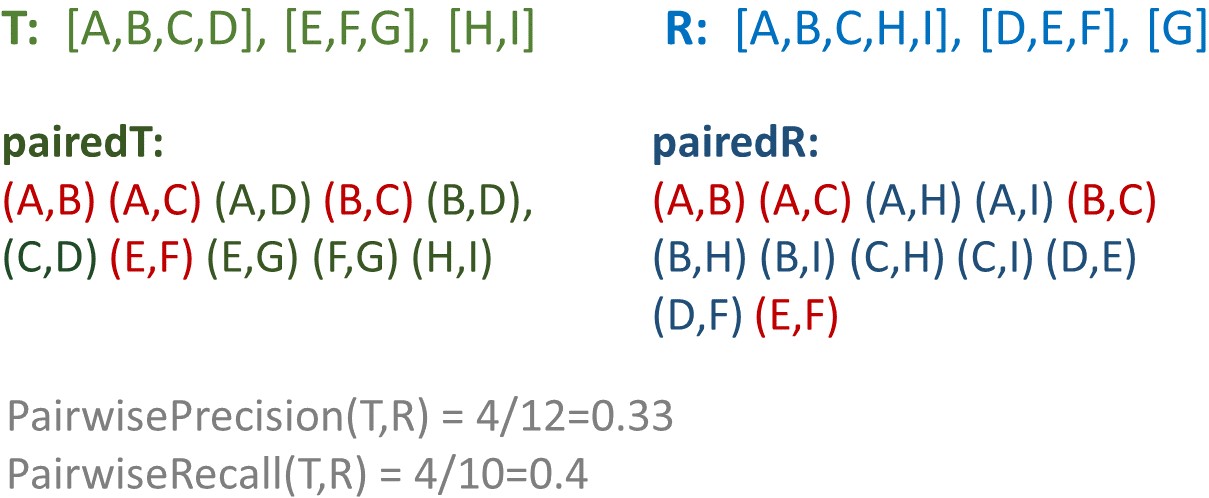 T: [A,B,C,D], [E,F,G], [H,I]
R: [A,B,C,H,I], [D,E,F], [G]
pairedT:
(A,B) (A,C) (A,D) (B,C) (B,D),
(C,D) (E,F) (E,G) (F,G) (H,I)
pairedR:
(A,B) (A,C) (A,H) (A,I) (B,C)
(B,H) (B,I) (C,H) (C,I) (D,E)
(D,F) (E,F)
PairwisePrecision(T,R) = 4/12=0.33
PairwiseRecall(T,R) = 4/10=0.4